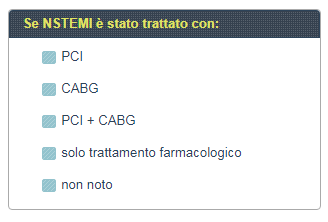 Se NSTEMI è stato trattato con:
PCI
CABG
PCI + CABG
solo trattamento farmacologico
non noto